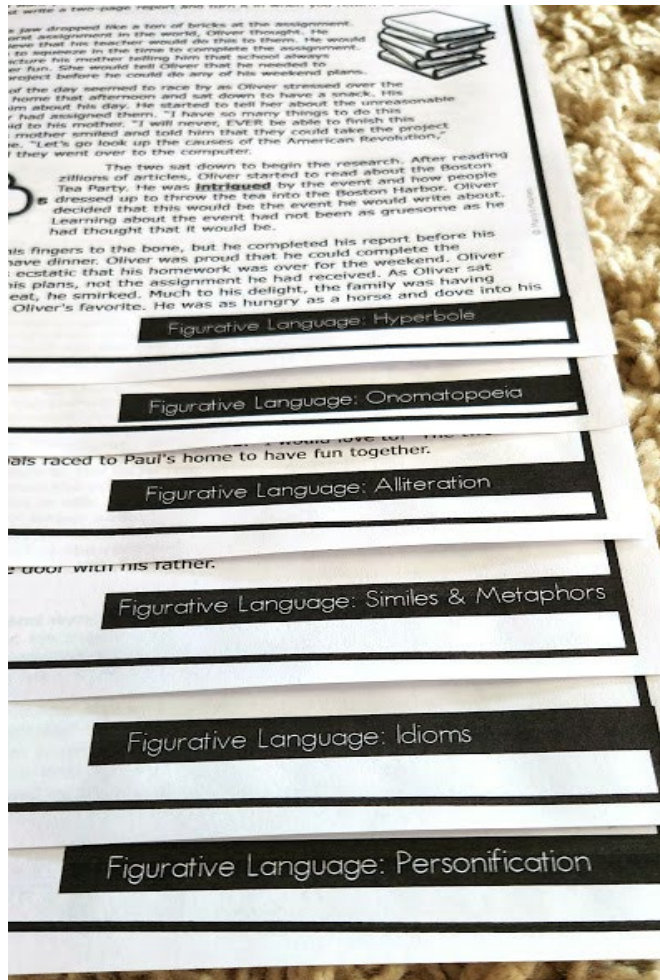 st write a two-page report and turn it in
s jaw dropped like a ton of bricks at the assignment.
orst assignment in the world, Oliver thought. He
ieve that his teacher would do this to them. He would
to squeeze in the time to complete the assignment.
icture his mother telling him that school always
er fun. She would tell Oliver that he needed to
project before he could do any of his weekend plans.
of the day seemed to race by as Oliver stressed over the
home that afternoon and sat down to have a snack. His
im about his day. He started to tell her about the unreasonable
r had assigned them. "I have so many things to do this
id to his mother. "I will never, EVER be able to finish this
mother smiled and told him that they could take the project
e. "Let's go look up the causes of the American Revolution,"
they went over to the computer.
The two sat down to begin the research. After reading
zillions of articles, Oliver started to read about the Boston
Tea Party. He was intrigued by the event and how people
dressed up to throw the tea into the Boston Harbor. Oliver
decided that this would be the event he would write about.
Learning about the event had not been as gruesome as he
had thought that it would be.
his fingers to the bone, but he completed his report before his
have dinner. Oliver was proud that he could complete the
ecstatic that his homework was over for the weekend. Oliver
his plans, not the assignment he had received. As Oliver sat
eat, he smirked. Much to his delight, the family was having
Oliver's favorite. He was as hungry as a horse and dove into his
Figurative Language: Hyperbole
Figurative Language: Onomatopoeia
als raced to Paul's home to have fun together.
Figurative Language: Alliteration
e door with his father.
Figurative Language: Similes & Metaphors
Figurative Language: Idioms
Figurative Language: Personification